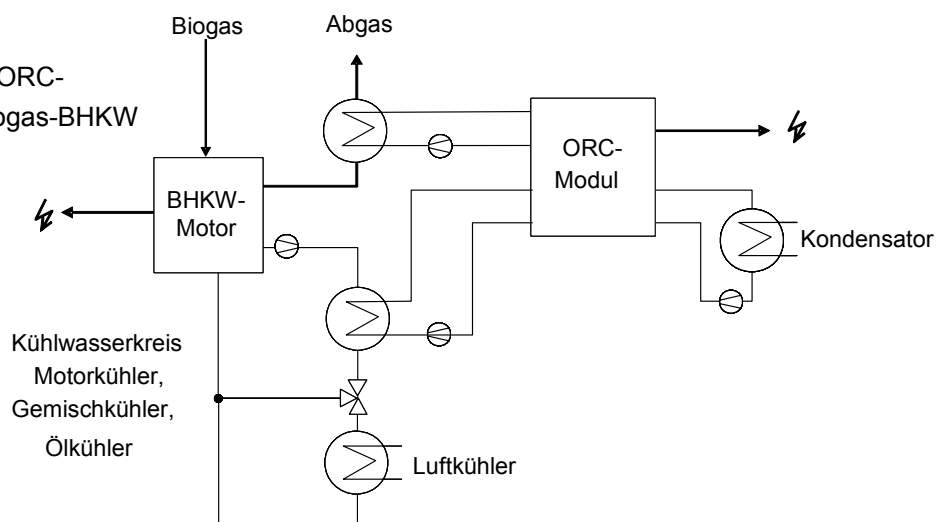 Biogas
Abgas
ORC-
ogas-BHKW
ORC-
Modul
BHKW-
Motor
Kondensator
Kühlwasserkreis
Motorkühler,
Gemischkühler,
Ölkühler
Luftkühler